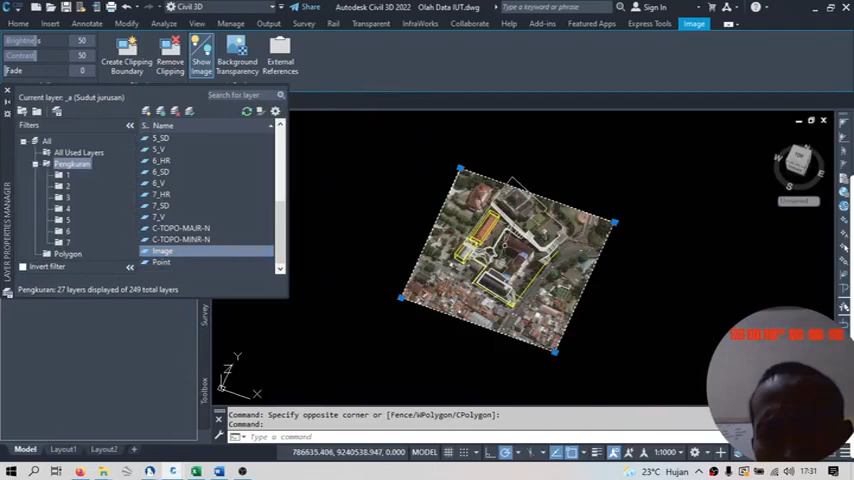 Civil 3D
Share
Autodesk Civil 3D 2022
Olah Data IUT.dwg
Type a keyword or phrase
Sign In
Home
Insert
Annotate
Modify
Analyze
View
Manage
Output
Survey
Rail
Transparent
InfraWorks
Collaborate
Help
Add-ins
Featured Apps
Express Tools
Image
Brightness 50
Contrast 50
Fade 0
Create Clipping Boundary
Remove Clipping
Show Image
Background Transparency
External References
Current layer: _a (Sudut jurusan)
Search for layer
Filters
S.. Name
All
All Used Layers
Pengkuran
1
2
3
4
5
6
7
Polygon
5_SD
5_V
6_HR
6_SD
6_V
7_HR
7_SD
7_V
C-TOPO-MAJR-N
C-TOPO-MINR-N
Image
Point
Invert filter
Pengkuran: 27 layers displayed of 249 total layers
LAYER PROPERTIES MANAGER
Survey
Toolbox
TOP
W
S
E
Unnamed
Y
Z
X
Command: Specify opposite corner or [Fence/WPolygon/CPolygon]:
Command:
Type a command
Model
Layout1
Layout2
786635.406, 9240538.947, 0.000
MODEL
1:1000
23°C Hujan
17:31